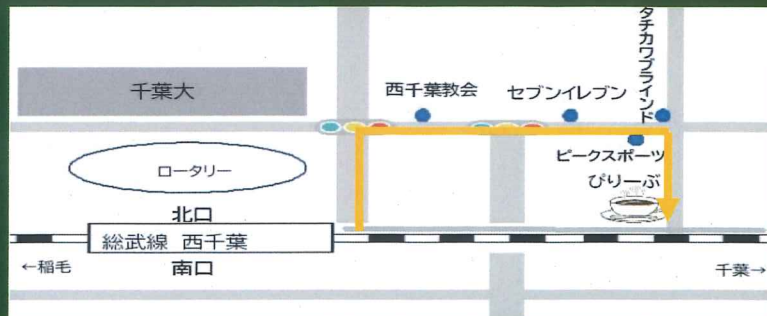 タチカワブラインド
千葉大
西千葉教会
セブンイレブン
ロータリー
ピークスポーツ
ぴりーぶ
北口
総武線 西千葉
←稲毛
南口
千葉→